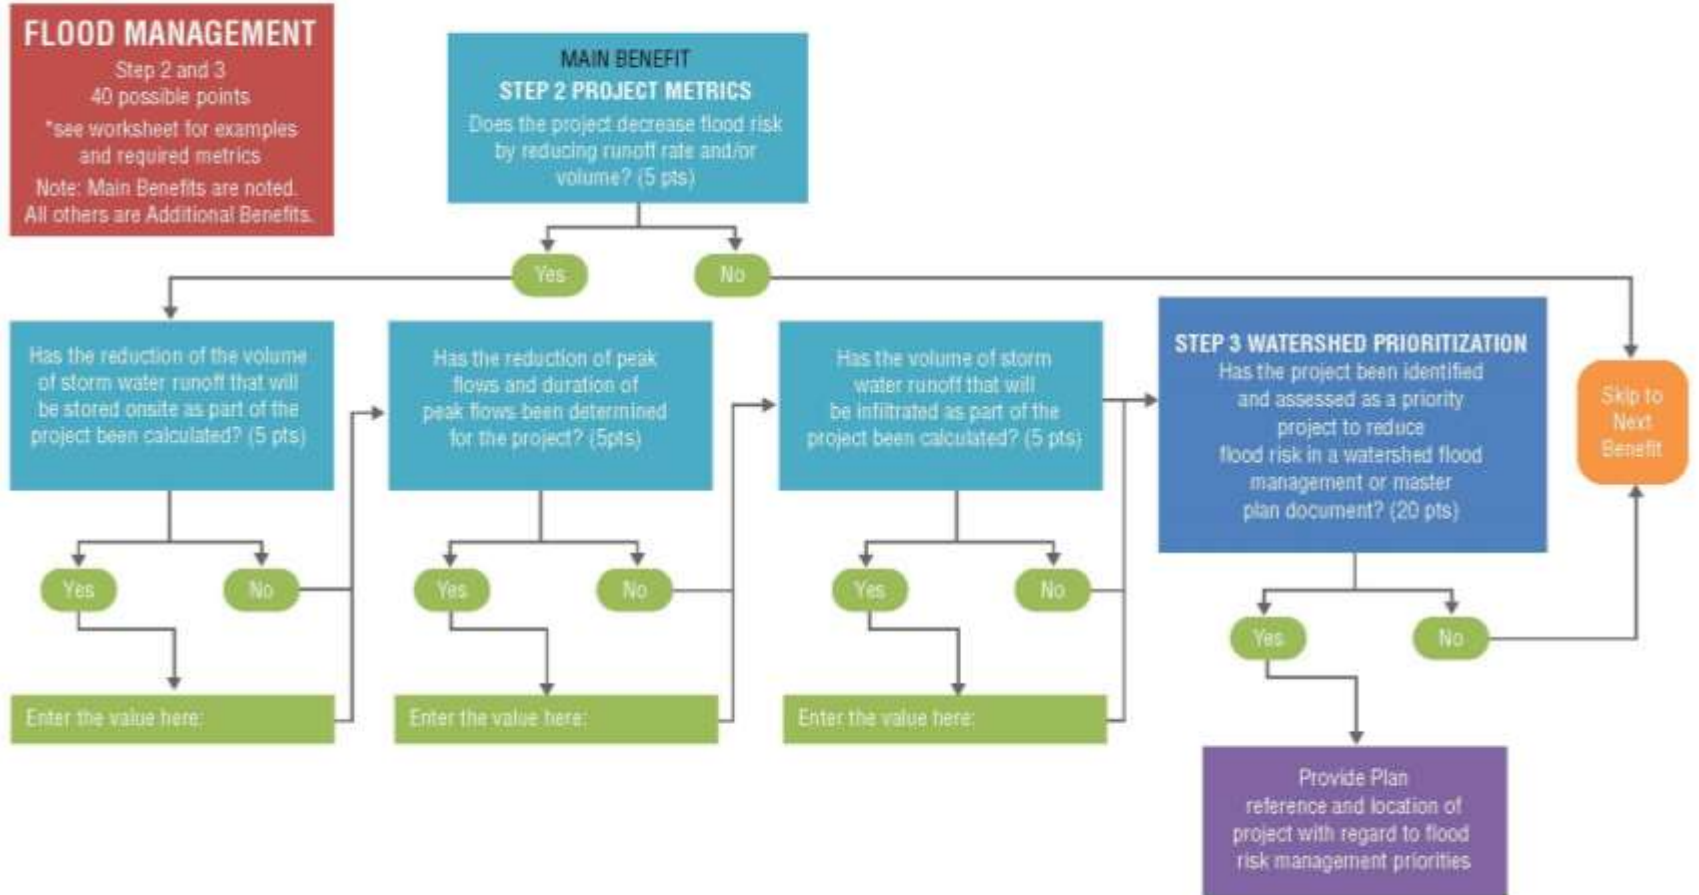 FLOOD MANAGEMENT
Step 2 and 3
40 possible points
*see worksheet for examples
and required metrics
Note: Main Benefits are noted.
All others are Additional Benefits.
MAIN BENEFIT
STEP 2 PROJECT METRICS
Does the project decrease flood risk
by reducing runoff rate and/or
volume? (5 pts)
Yes
No
Has the reduction of the volume
of storm water runoff that will
be stored onsite as part of the
project been calculated? (5 pts)
Yes
No
Enter the value here:
Has the reduction of peak
flows and duration of
peak flows been determined
for the project? (5pts)
Yes
No
Enter the value here:
Has the volume of storm
water runoff that will
be infiltrated as part of the
project been calculated? (5 pts)
Yes
No
Enter the value here:
STEP 3 WATERSHED PRIORITIZATION
Has the project been identified
and assessed as a priority
project to reduce
flood risk in a watershed flood
management or master
plan document? (20 pts)
Yes
No
Provide Plan
reference and location of
project with regard to flood
risk management priorities
Skip to
Next
Benefit